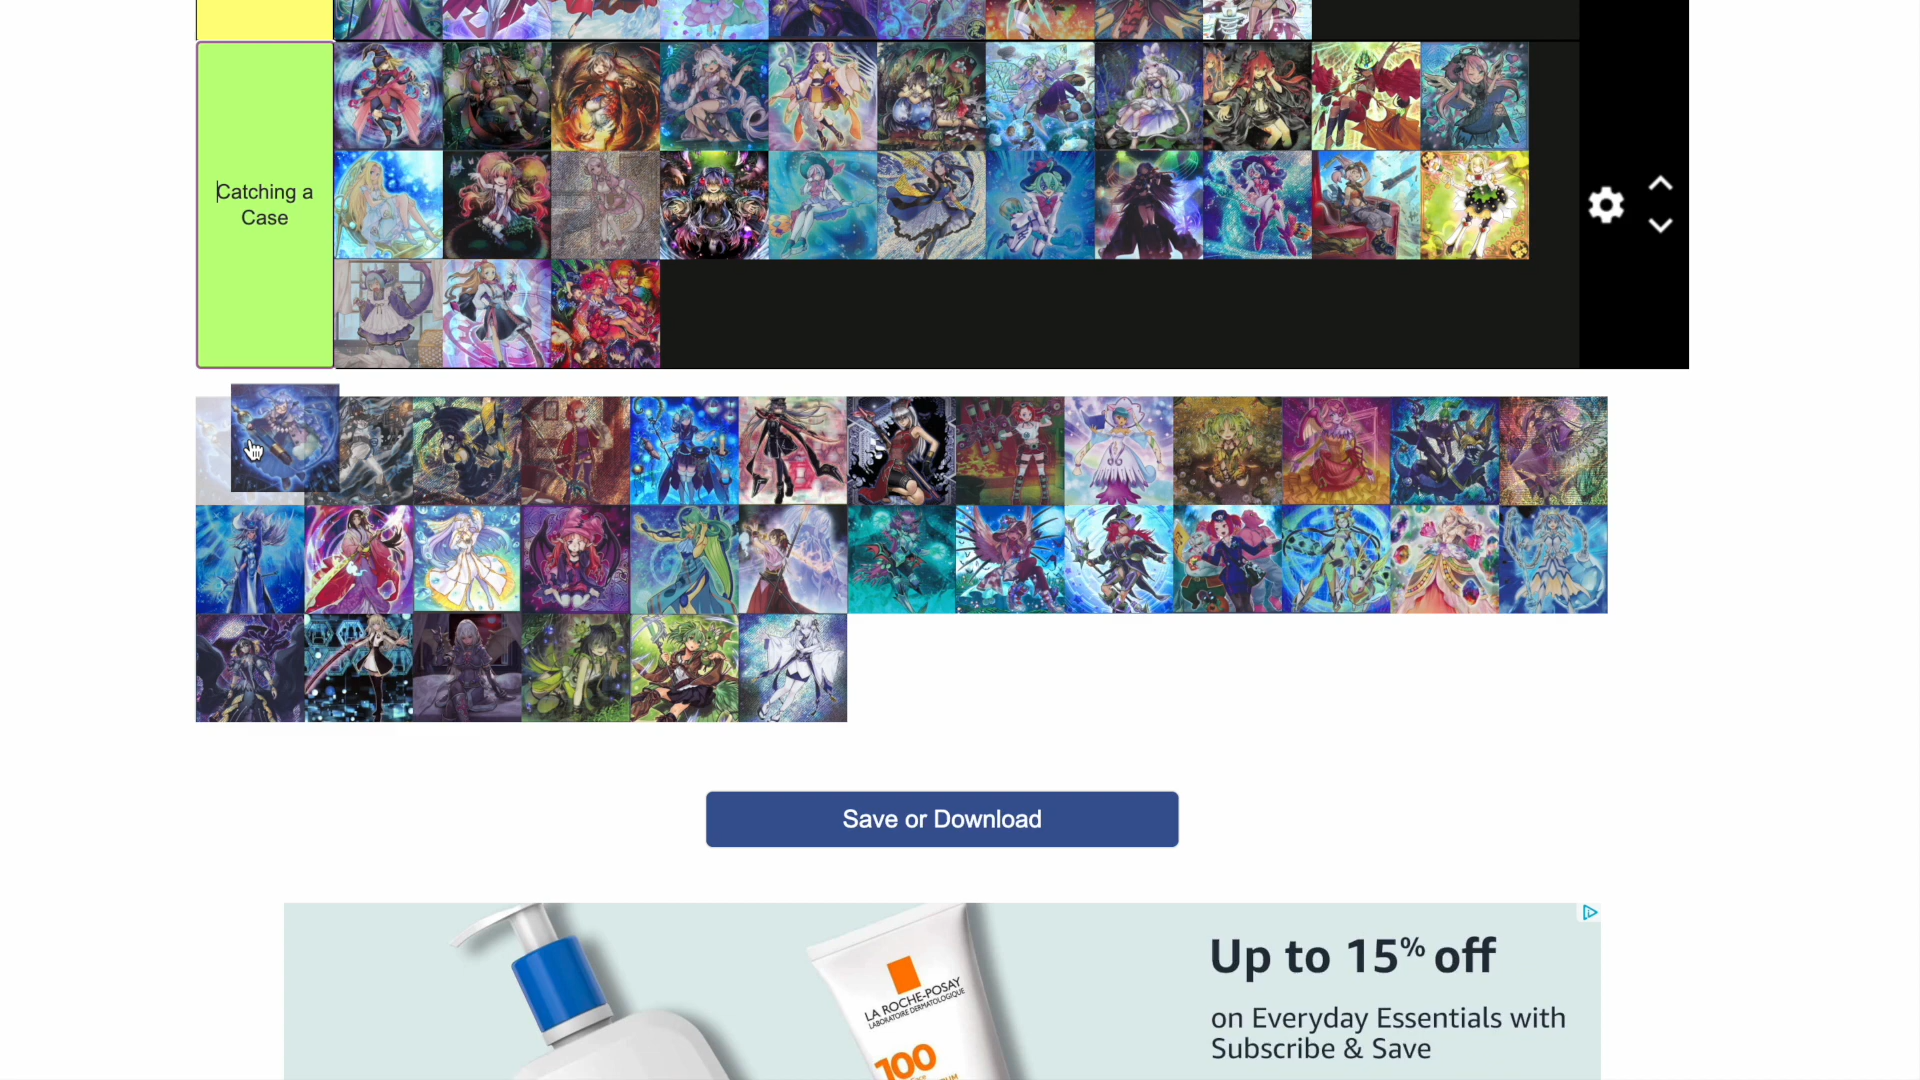 Catching a
Case
Save or Download
LA ROCHE-POSAY
LABORATOIRE DERMATOLOGIQUE
100
Up to 15% off
on Everyday Essentials with
Subscribe & Save